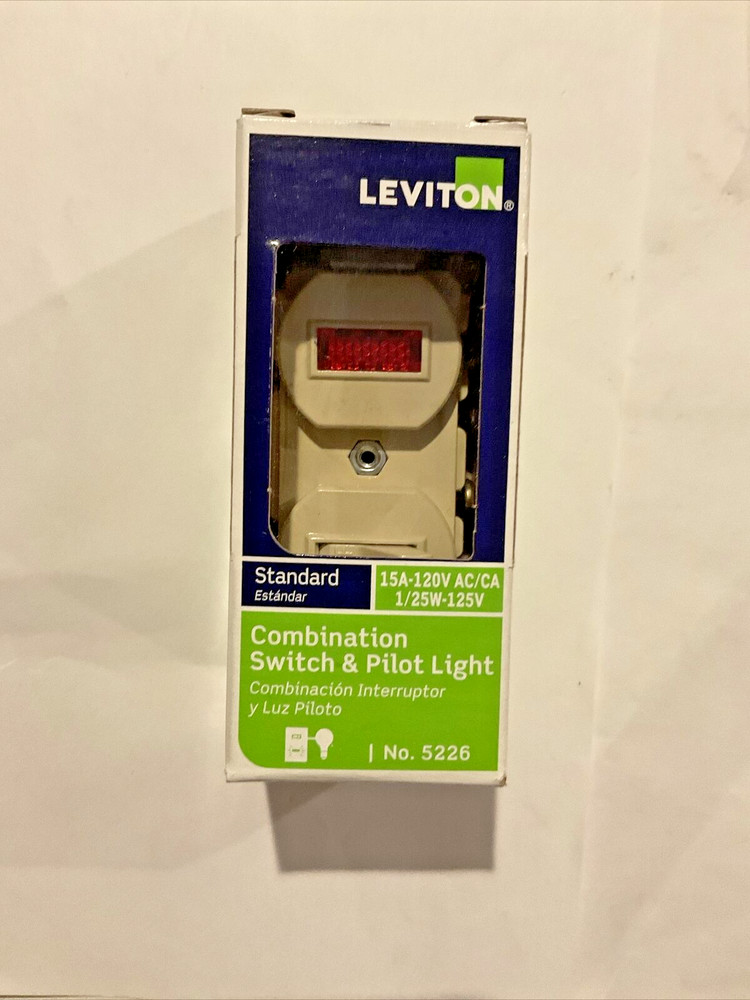 LEVITON®
Standard
Estándar
15A-120V AC/CA
1/25W-125V
Combination
Switch & Pilot Light
Combinación Interruptor
y Luz Piloto
| No. 5226